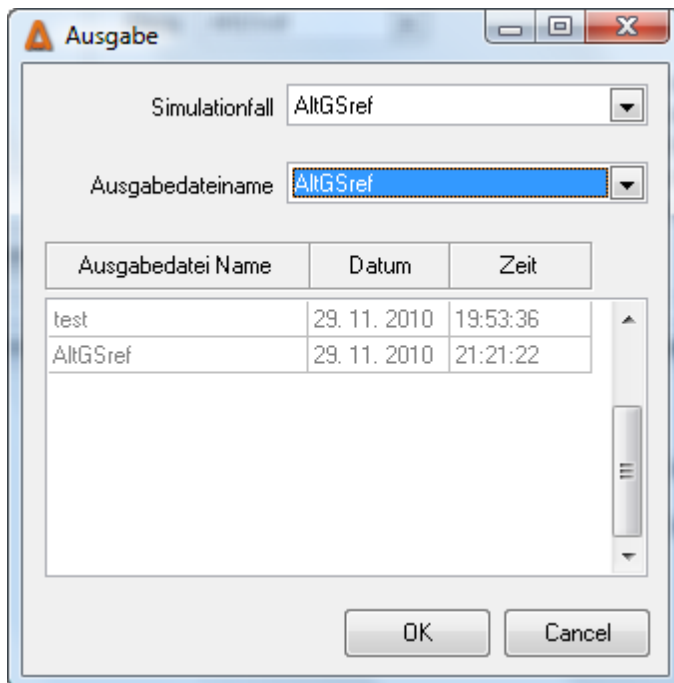 Ausgabe
Simulationfall AltGSref
Ausgabedateiname AltGSref
Ausgabedatei Name Datum Zeit
test 29. 11. 2010 19:53:36
AltGSref 29. 11. 2010 21:21:22
OK Cancel